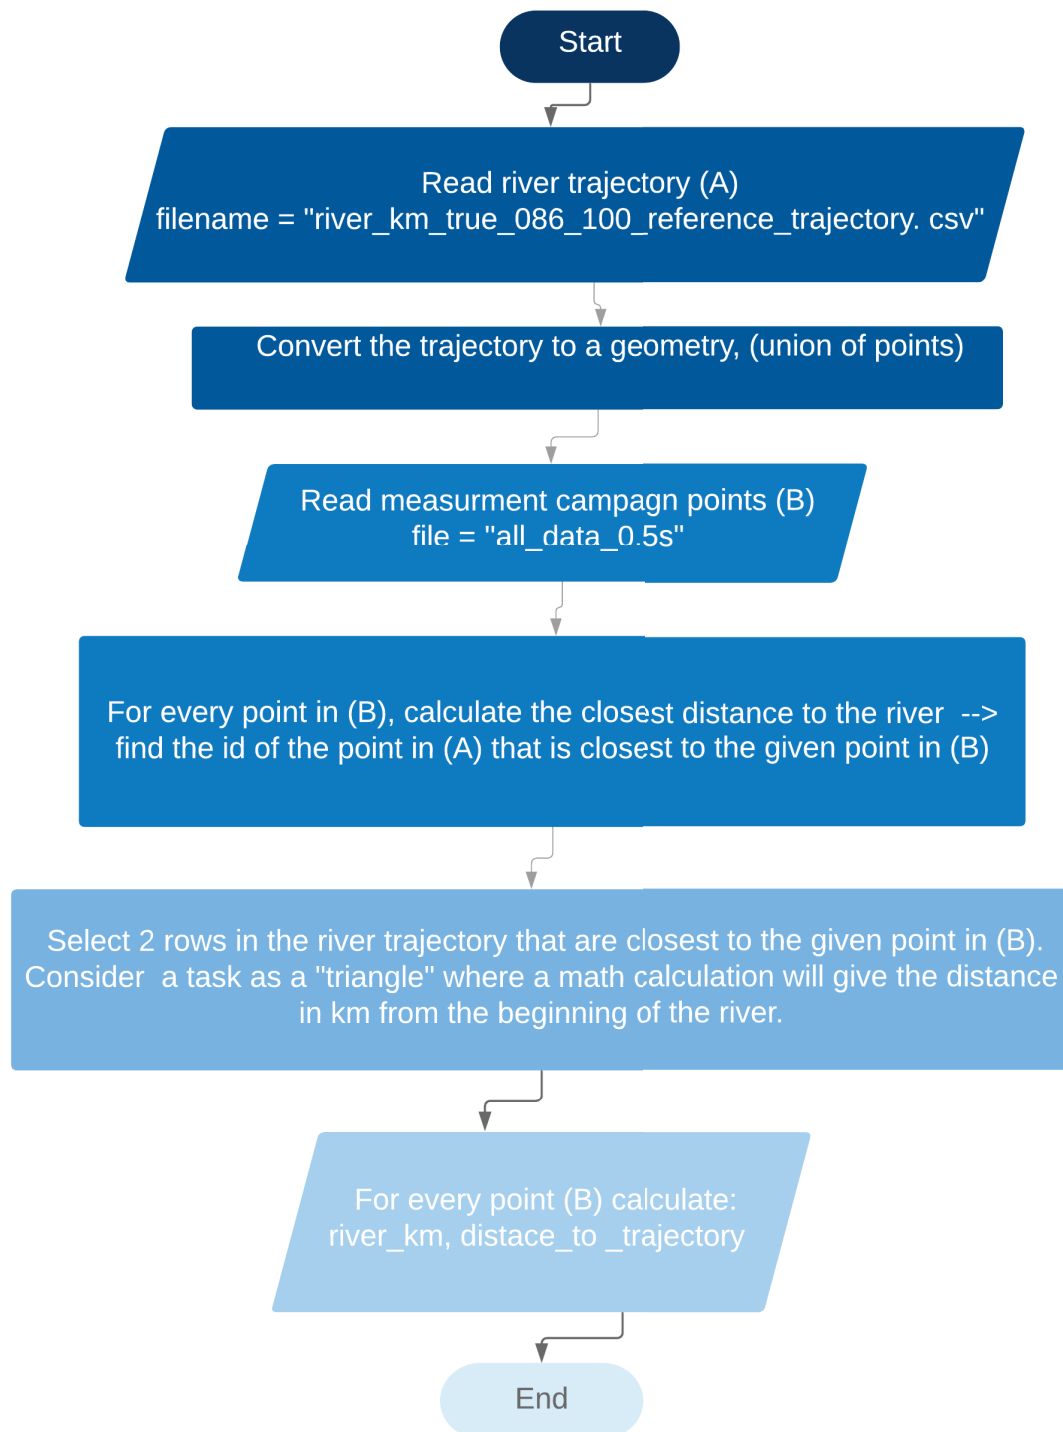 Start
Read river trajectory (A)
filename = "river_km_true_086_100_reference_trajectory. csv"
Convert the trajectory to a geometry, (union of points)
Read measurment campagn points (B)
file = "all_data_0.5s"
For every point in (B), calculate the closest distance to the river  -->
find the id of the point in (A) that is closest to the given point in (B)
Select 2 rows in the river trajectory that are closest to the given point in (B).
Consider  a task as a "triangle" where a math calculation will give the distance
in km from the beginning of the river.
For every point (B) calculate:
river_km, distace_to _trajectory
End